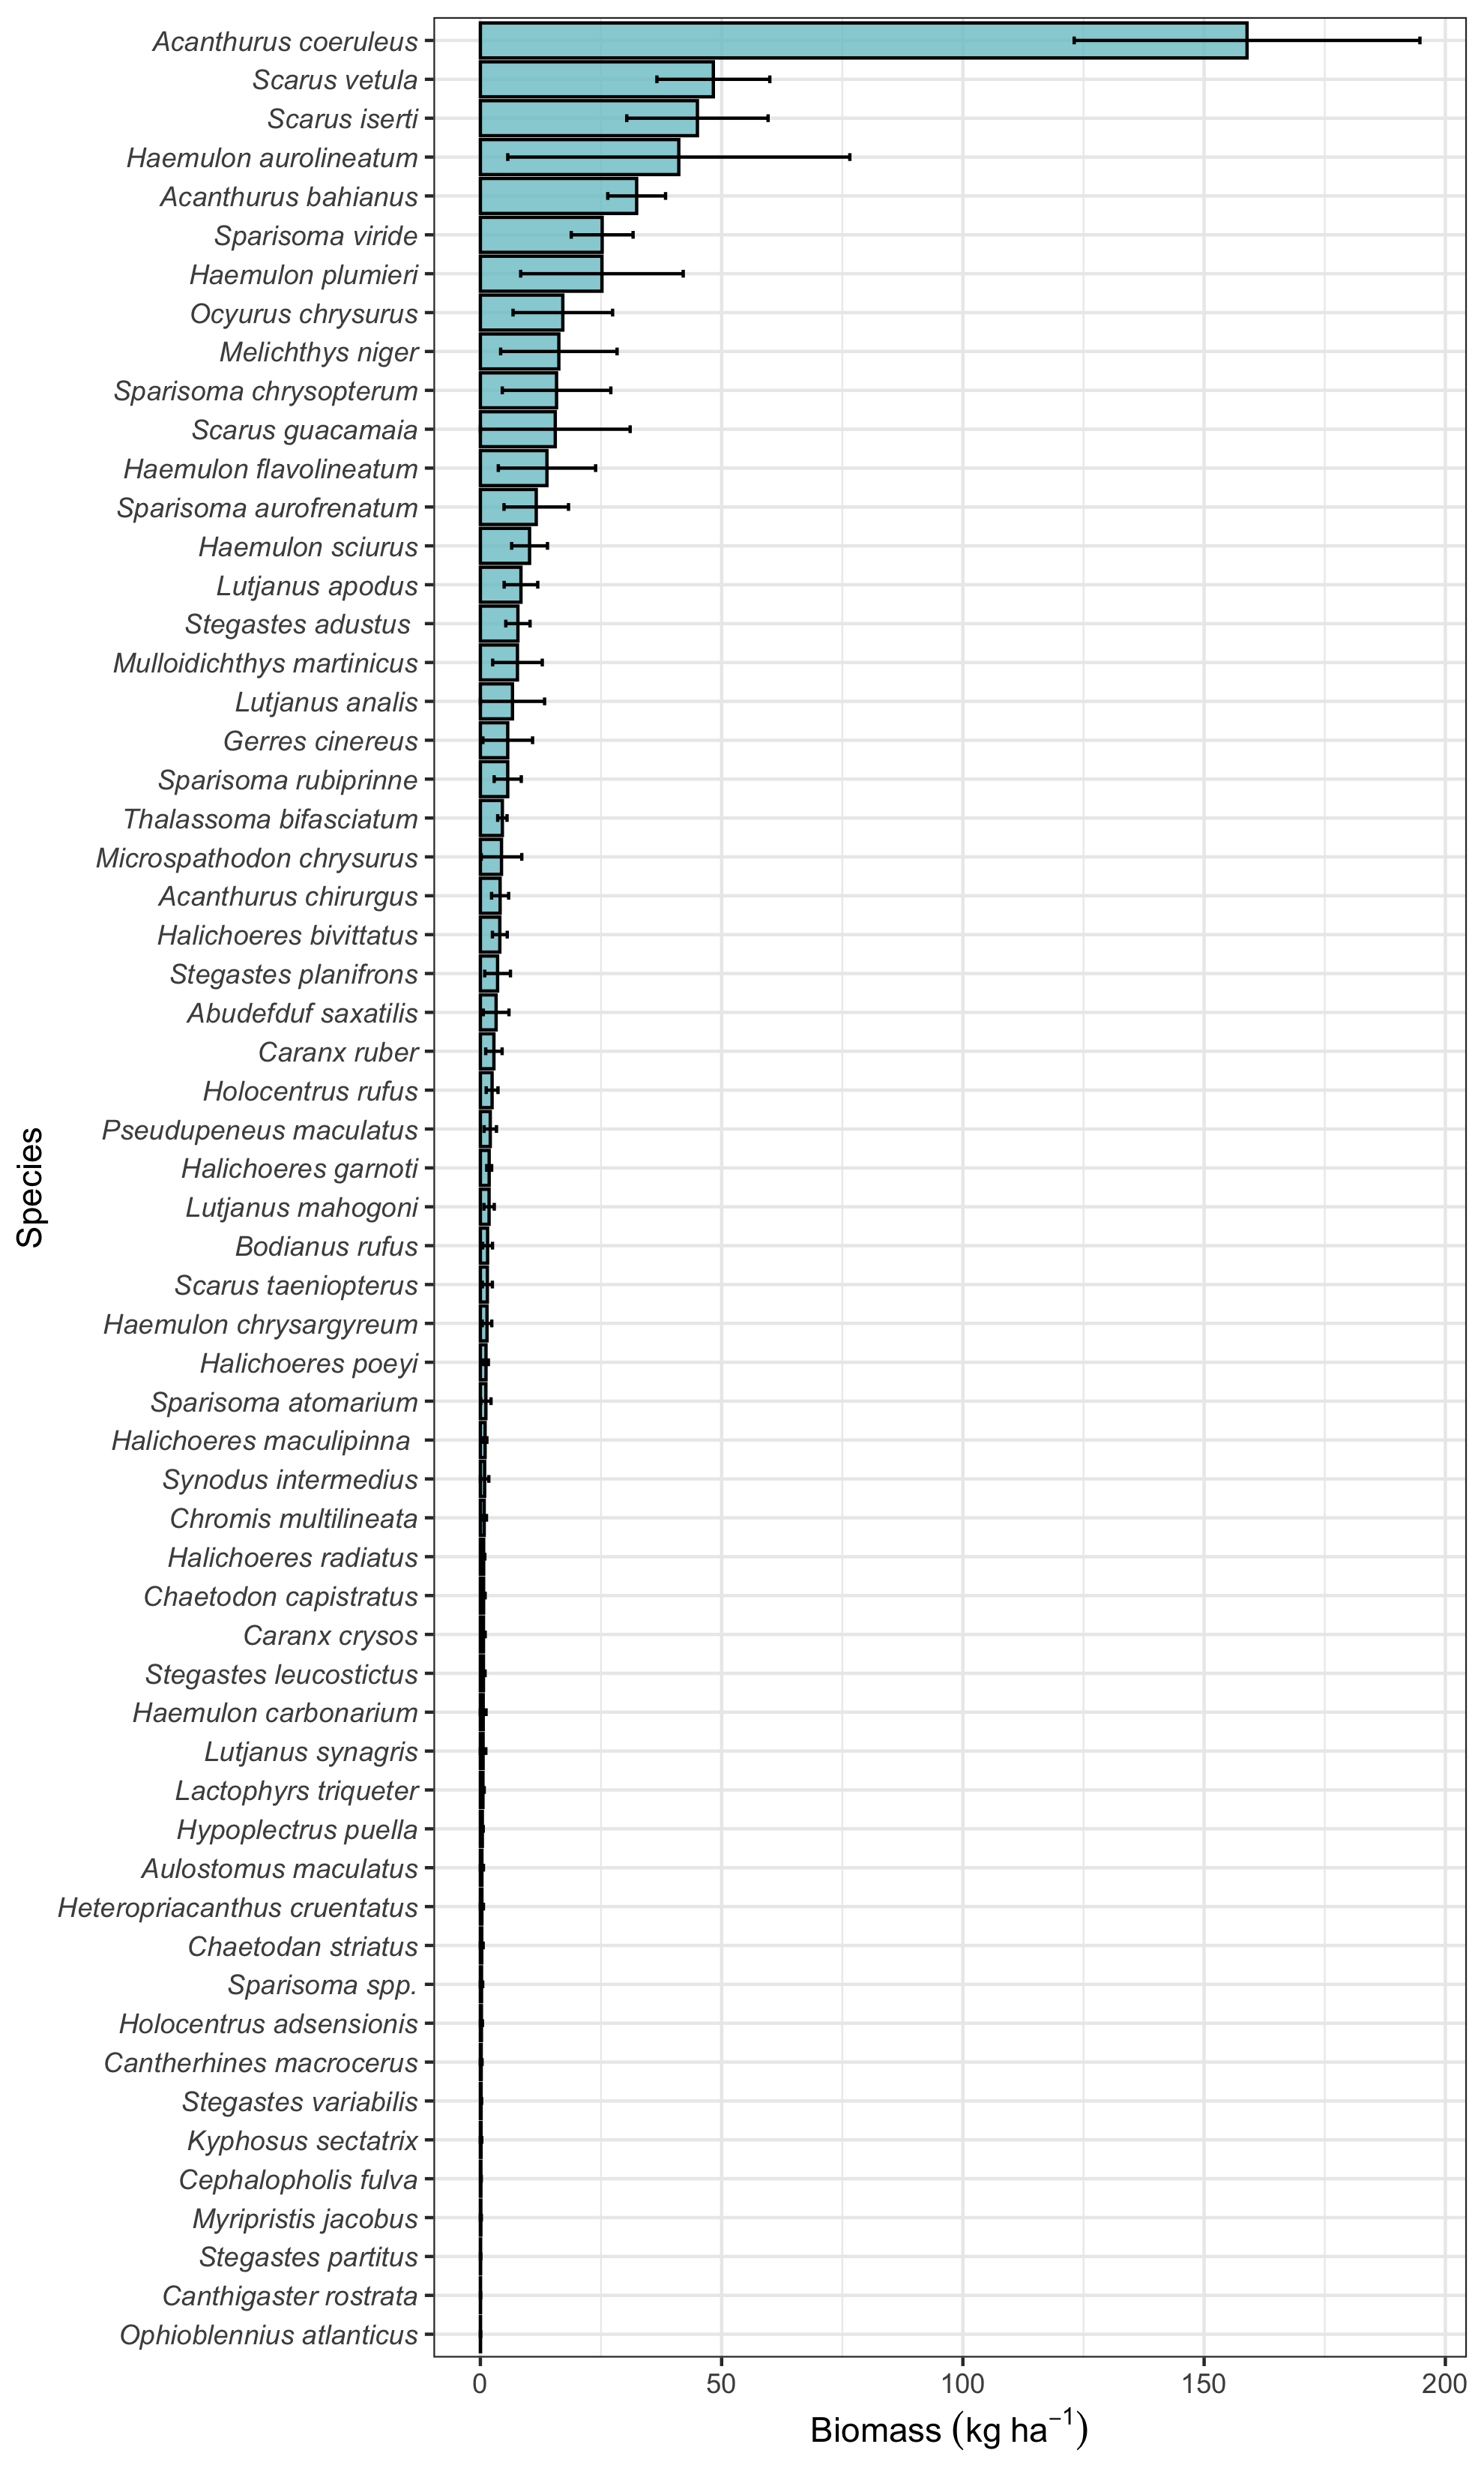 Acanthurus coeruleus
Scarus vetula
Scarus iserti
Haemulon aurolineatum
Acanthurus bahianus
Sparisoma viride
Haemulon plumieri
Ocyurus chrysurus
Melichthys niger
Sparisoma chrysopterum
Scarus guacamaia
Haemulon flavolineatum
Sparisoma aurofrenatum
Haemulon sciurus
Lutjanus apodus
Stegastes adustus
Mulloidichthys martinicus
Lutjanus analis
Gerres cinereus
Sparisoma rubiprinne
Thalassoma bifasciatum
Microspathodon chrysurus
Acanthurus chirurgus
Halichoeres bivittatus
Stegastes planifrons
Abudefduf saxatilis
Caranx ruber
Holocentrus rufus
Pseudupeneus maculatus
Halichoeres garnoti
Lutjanus mahogoni
Bodianus rufus
Scarus taeniopterus
Haemulon chrysargyreum
Halichoeres poeyi
Sparisoma atomarium
Halichoeres maculipinna
Synodus intermedius
Chromis multilineata
Halichoeres radiatus
Chaetodon capistratus
Caranx crysos
Stegastes leucostictus
Haemulon carbonarium
Lutjanus synagris
Lactophyrs triqueter
Hypoplectrus puella
Aulostomus maculatus
Heteropriacanthus cruentatus
Chaetodan striatus
Sparisoma spp.
Holocentrus adsensionis
Cantherhines macrocerus
Stegastes variabilis
Kyphosus sectatrix
Cephalopholis fulva
Myripristis jacobus
Stegastes partitus
Canthigaster rostrata
Ophioblennius atlanticus
Species
0 50 100 150 200
Biomass (kg ha⁻¹)